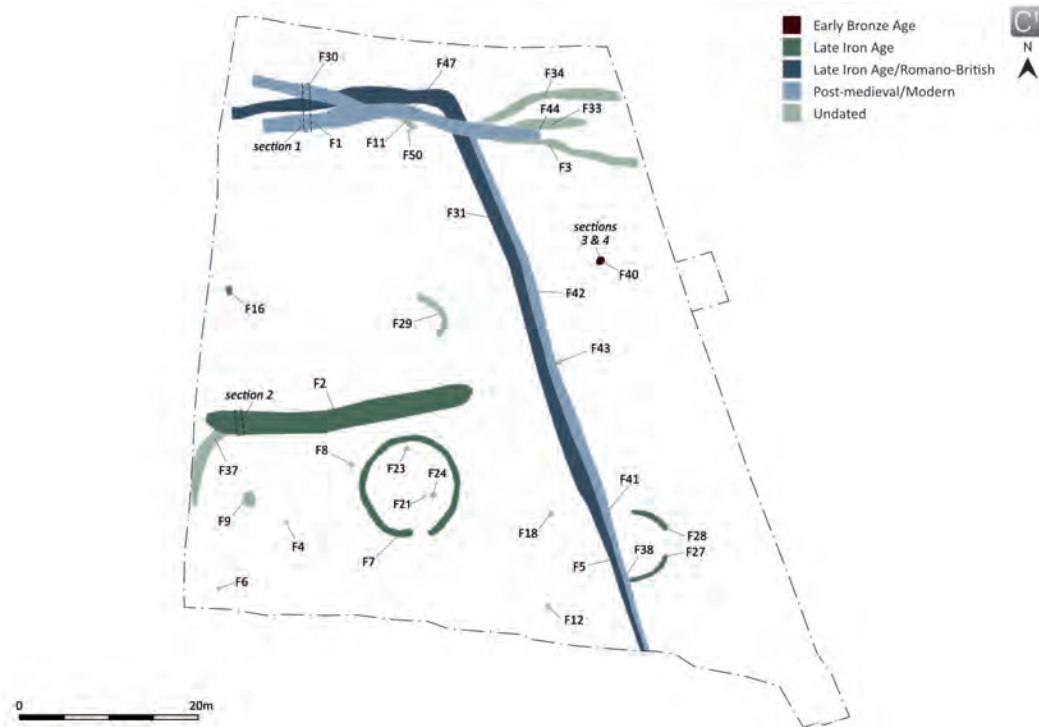 Early Bronze Age
Late Iron Age
Late Iron Age/Romano-British
Post-medieval/Modern
Undated
N
F30
F47
F34
F44
F33
section 1
F1
F11
F50
F3
F31
sections
3 & 4
F40
F42
F16
F29
F43
F2
section 2
F8
F23
F24
F37
F21
F41
F9
F4
F18
F28
F7
F27
F5
F38
F6
F12
0
20m